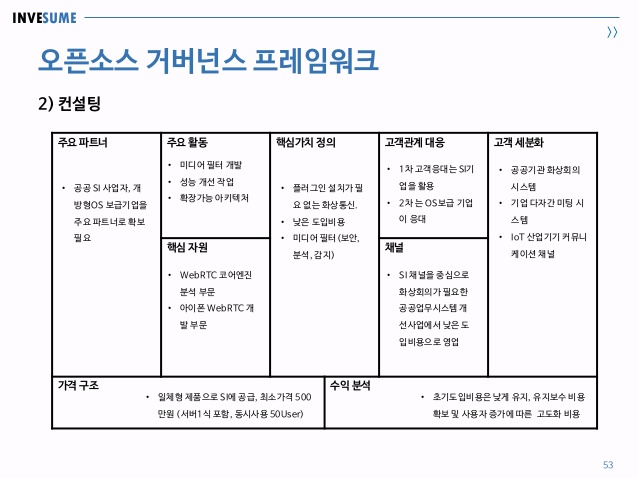 INVESUME
>>
오픈소스 거버넌스 프레임워크
2) 컨설팅
주요 파트너
• 공공 SI 사업자, 개
방형OS 보급기업을
주요 파트너로 확보
필요
주요 활동
• 미디어 필터 개발
• 성능 개선 작업
• 확장가능 아키텍처
핵심 자원
• WebRTC 코어엔진
분석 부문
• 아이폰 WebRTC 개
발 부문
핵심가치 정의
• 플러그인 설치가 필
요 없는 화상통신.
• 낮은 도입비용
• 미디어 필터 (보안,
분석, 감지)
고객관계 대응
• 1차 고객응대는 SI기
업을 활용
• 2차는 OS보급 기업
이 응대
채널
• SI 채널을 중심으로
화상회의가 필요한
공공업무시스템 개
선사업에서 낮은 도
입비용으로 영업
고객 세분화
• 공공기관 화상회의
시스템
• 기업 다자간 미팅 시
스템
• IoT 산업기기 커뮤니
케이션 채널
가격 구조
• 일체형 제품으로 SI에 공급, 최소가격 500
만원 (서버1식 포함, 동시사용 50User)
수익 분석
• 초기도입비용은 낮게 유지, 유지보수 비용
확보 및 사용자 증가에 따른 고도화 비용
53